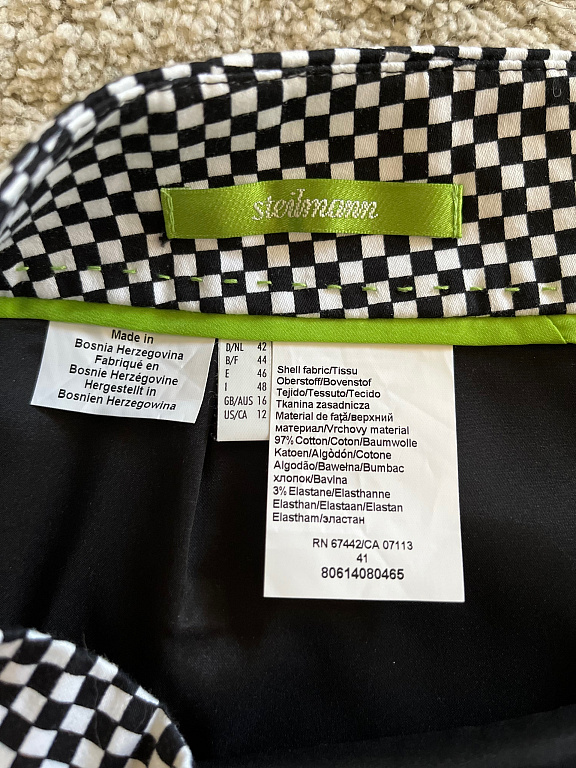 steilmann
Made in
Bosnia Herzegovina
Fabriqué en
Bosnie Herzégovine
Hergestellt in
Bosnien Herzegowina
D/NL 42
B/F 44
E 46
I 48
GB/AUS 16
US/CA 12
Shell fabric/Tissu
Oberstoff/Bovenstof
Tejido/Tessuto/Tecido
Tkanina zasadnicza
Material de față/верхний
материал/Vrchovy material
97% Cotton/Coton/Baumwolle
Katoen/Algòdón/Cotone
Algodão/Bawełna/Bumbac
хлопок/Bavlna
3% Elastane/Elasthanne
Elasthan/Elastaan/Elastan
Elastham/эластан
RN 67442/CA 07113
41
80614080465